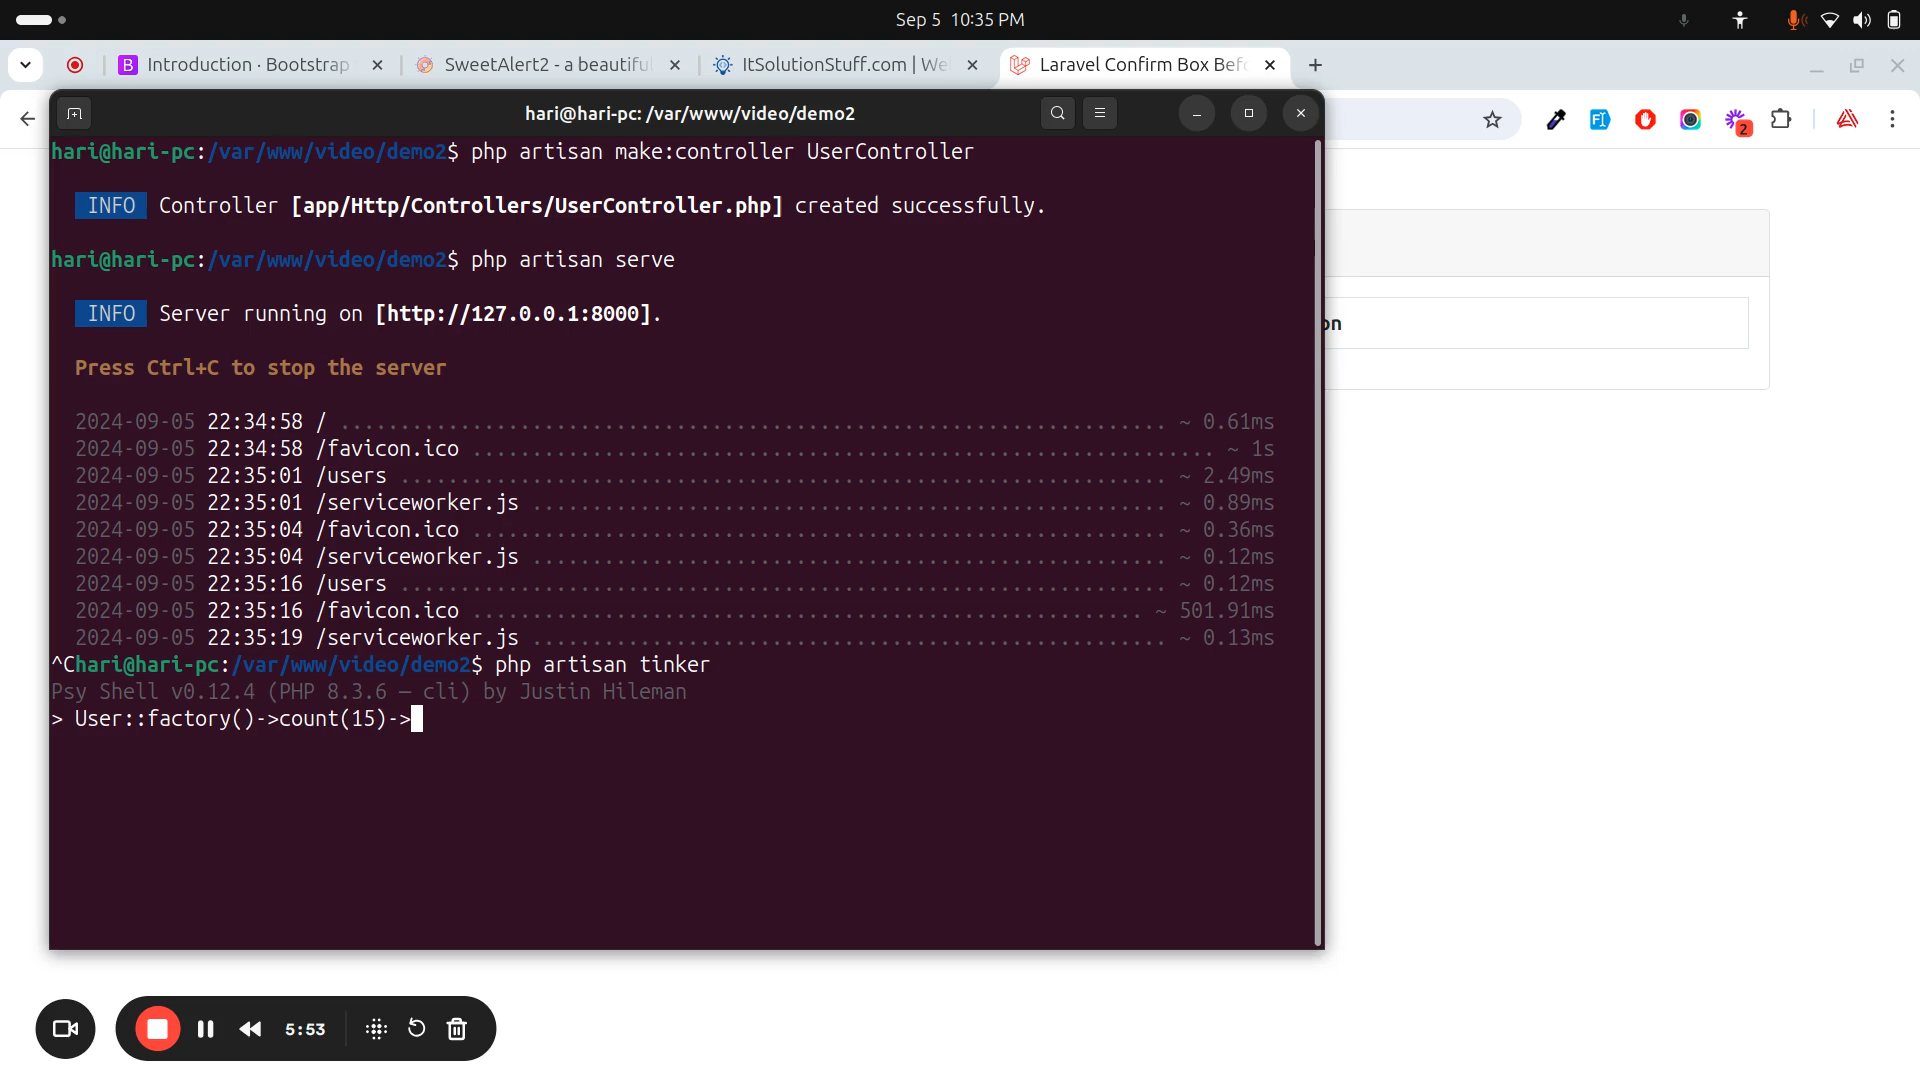 Sep 5 10:35 PM
Introduction · Bootstrap
SweetAlert2 - a beautiful
ItSolutionStuff.com | We
Laravel Confirm Box Befo
hari@hari-pc: /var/www/video/demo2
2
hari@hari-pc:/var/www/video/demo2$ php artisan make:controller UserController
INFO Controller [app/Http/Controllers/UserController.php] created successfully.
hari@hari-pc:/var/www/video/demo2$ php artisan serve
INFO Server running on [http://127.0.0.1:8000].
on
Press Ctrl+C to stop the server
2024-09-05 22:34:58 / ..................................................................... ~ 0.61ms
2024-09-05 22:34:58 /favicon.ico .............................................................. ~ 1s
2024-09-05 22:35:01 /users ................................................................ ~ 2.49ms
2024-09-05 22:35:01 /serviceworker.js ..................................................... ~ 0.89ms
2024-09-05 22:35:04 /favicon.ico .......................................................... ~ 0.36ms
2024-09-05 22:35:04 /serviceworker.js ..................................................... ~ 0.12ms
2024-09-05 22:35:16 /users ................................................................ ~ 0.12ms
2024-09-05 22:35:16 /favicon.ico ........................................................ ~ 501.91ms
2024-09-05 22:35:19 /serviceworker.js ..................................................... ~ 0.13ms
^Chari@hari-pc:/var/www/video/demo2$ php artisan tinker
Psy Shell v0.12.4 (PHP 8.3.6 — cli) by Justin Hileman
> User::factory()->count(15)->
5:53